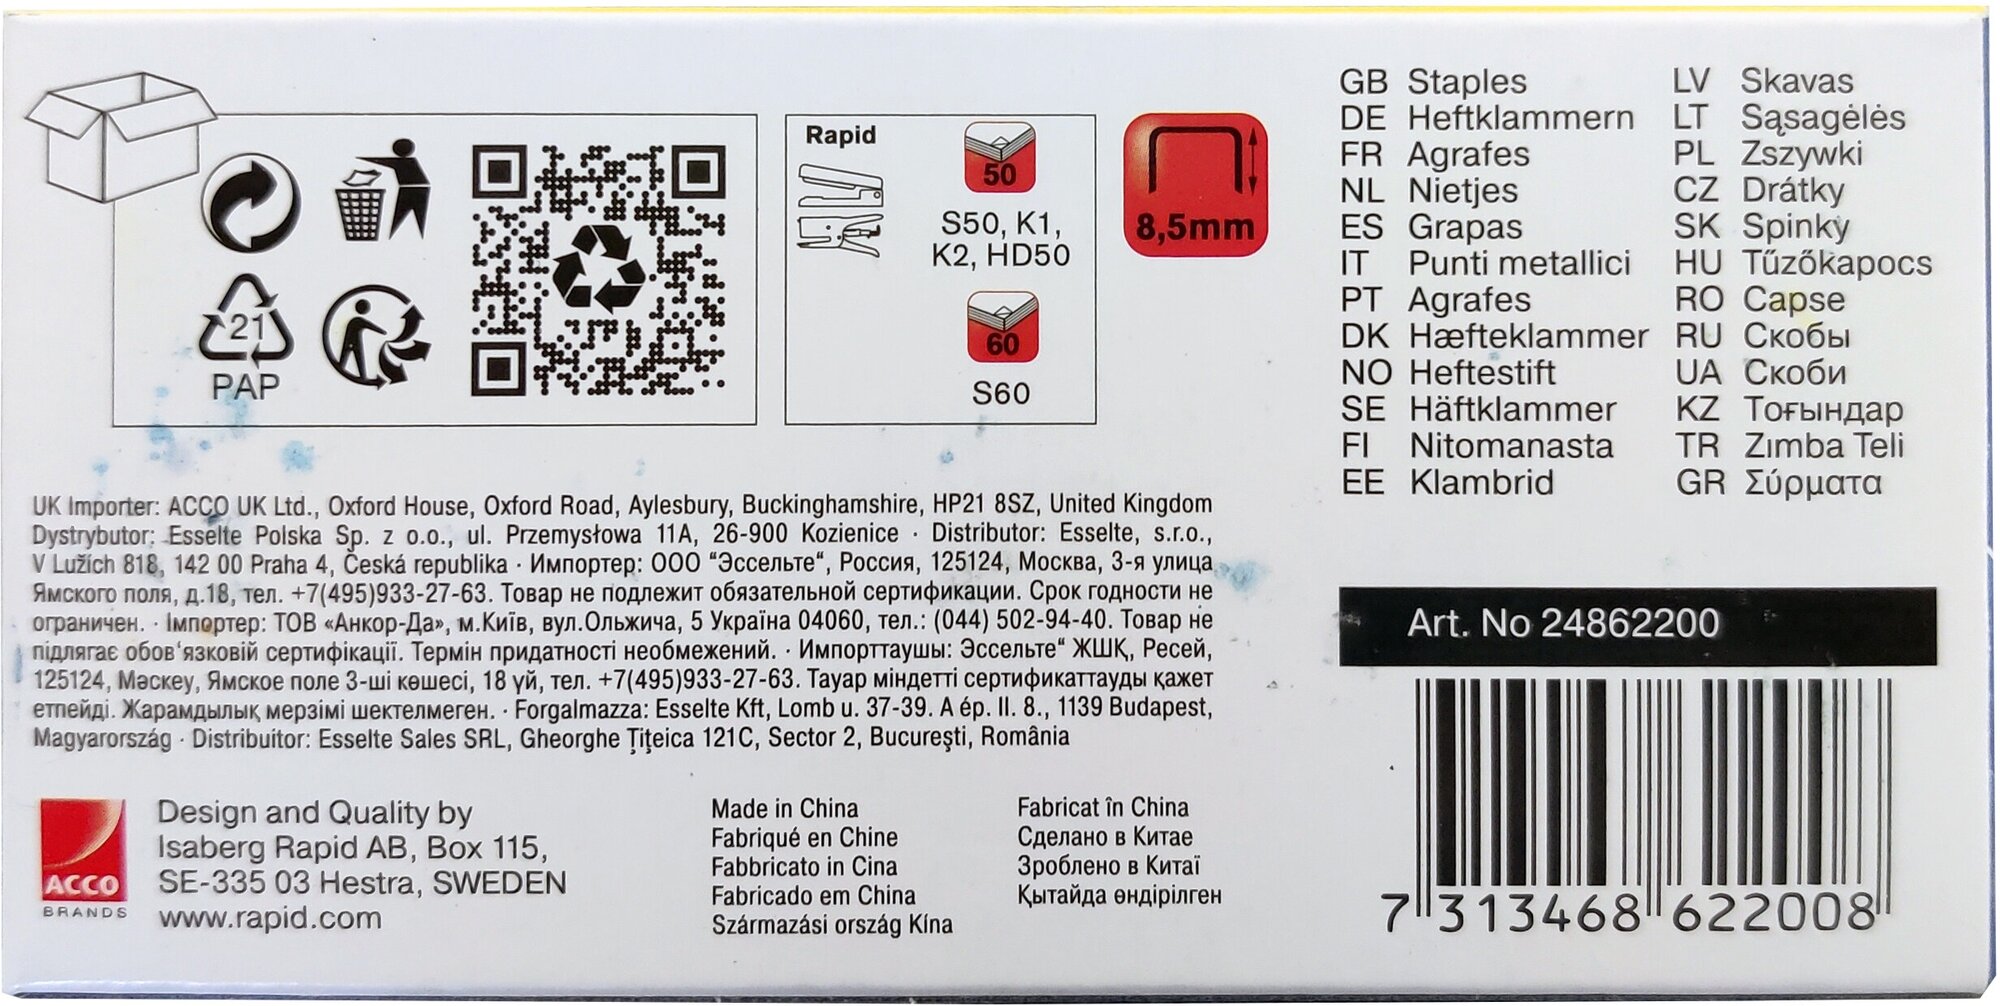 21
PAP
Rapid
50
S50, K1,
K2, HD50
60
S60
8,5mm
GB Staples
DE Heftklammern
FR Agrafes
NL Nietjes
ES Grapas
IT Punti metallici
PT Agrafes
DK Hæfteklammer
NO Heftestift
SE Häftklammer
FI Nitomanasta
EE Klambrid
LV Skavas
LT Sąsagėlės
PL Zszywki
CZ Drátky
SK Spinky
HU Tűzőkapocs
RO Capse
RU Скобы
UA Скоби
KZ Тоғындар
TR Zımba Teli
GR Σύρματα
UK Importer: ACCO UK Ltd., Oxford House, Oxford Road, Aylesbury, Buckinghamshire, HP21 8SZ, United Kingdom
Dystrybutor: Esselte Polska Sp. z o.o., ul. Przemysłowa 11A, 26-900 Kozienice · Distributor: Esselte, s.r.o.,
V Lužích 818, 142 00 Praha 4, Česká republika · Импортер: ООО "Эссельте“, Россия, 125124, Москва, 3-я улица
Ямского поля, д.18, тел. +7(495)933-27-63. Товар не подлежит обязательной сертификации. Срок годности не
ограничен. · Імпортер: ТОВ «Анкор-Да», м.Київ, вул.Ольжича, 5 Україна 04060, тел.: (044) 502-94-40. Товар не
підлягає обов'язковій сертифікації. Термін придатності необмежений. · Импорттаушы: Эссельте“ ЖШҚ, Ресей,
125124, Мәскеу, Ямское поле 3-ші көшесі, 18 үй, тел. +7(495)933-27-63. Тауар міндетті сертификаттауды қажет
етпейді. Жарамдылық мерзімі шектелмеген. · Forgalmazza: Esselte Kft, Lomb u. 37-39. A ép. II. 8., 1139 Budapest,
Magyarország · Distribuitor: Esselte Sales SRL, Gheorghe Țițeica 121C, Sector 2, București, România
ACCO
BRANDS
Design and Quality by
Isaberg Rapid AB, Box 115,
SE-335 03 Hestra, SWEDEN
www.rapid.com
Made in China
Fabriqué en Chine
Fabbricato in Cina
Fabricado em China
Származási ország Kína
Fabricat în China
Сделано в Китае
Зроблено в Китаї
Қытайда өндірілген
Art. No 24862200
7 313468 622008